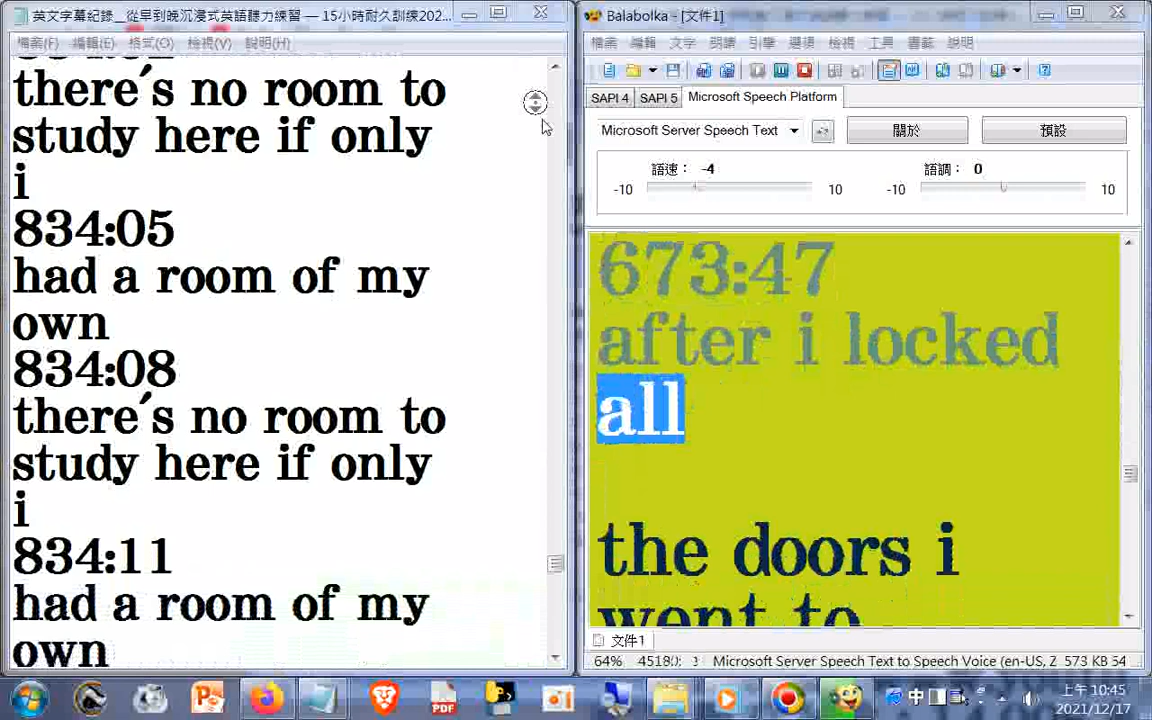 英文字幕紀錄__從早到晚沉浸式英語聽力練習 — 15小時耐久訓練202...
檔案(F) 編輯(E) 格式(O) 檢視(V) 說明(H)
there's no room to
study here if only
i
834:05
had a room of my
own
834:08
there's no room to
study here if only
i
834:11
had a room of my
own
Balabolka - [文件1]
檔案 編輯 文字 朗讀 引擎 選項 檢視 工具 書籤 說明
SAPI 4 SAPI 5 Microsoft Speech Platform
Microsoft Server Speech Text 關於 預設
語速： -4 語調： 0
-10 10 -10 10
673:47
after i locked
all
the doors i
went to
文件1
64% Microsoft Server Speech Text to Speech Voice (en-US, Z 573 KB 54
中 上午 10:45
2021/12/17